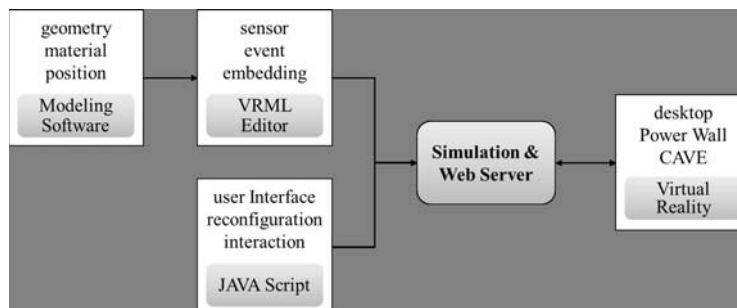 geometry
material
position
Modeling
Software
sensor
event
embedding
VRML
Editor
user Interface
reconfiguration
interaction
JAVA Script
Simulation &
Web Server
desktop
Power Wall
CAVE
Virtual
Reality